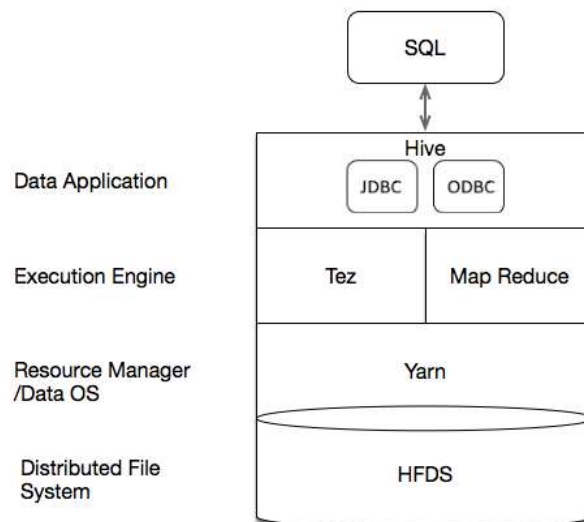 SQL
Hive
Data Application
JDBC
ODBC
Execution Engine
Tez
Map Reduce
Resource Manager
/Data OS
Yarn
Distributed File
System
HFDS